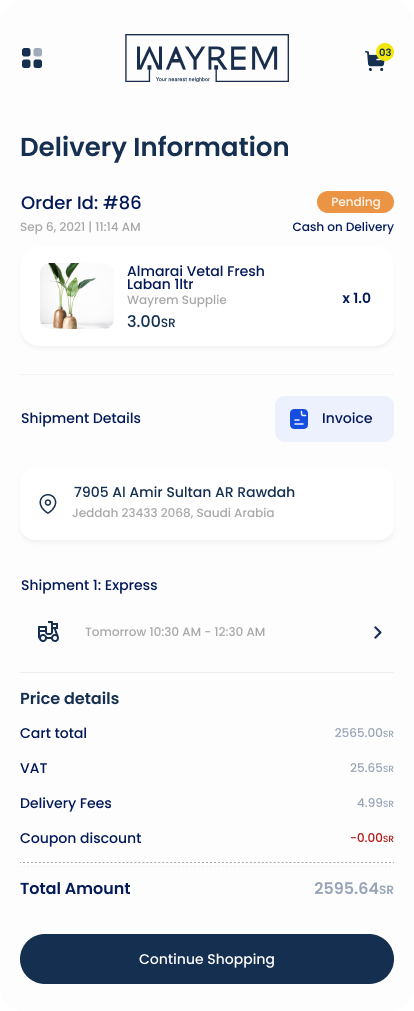 WAYREM
Your nearest neighbor
03
Delivery Information
Order Id: #86
Pending
Sep 6, 2021 | 11:14 AM
Cash on Delivery
Almarai Vetal Fresh
Laban 1ltr
Wayrem Supplie
x 1.0
3.00SR
Shipment Details
Invoice
7905 Al Amir Sultan AR Rawdah
Jeddah 23433 2068, Saudi Arabia
Shipment 1: Express
Tomorrow 10:30 AM - 12:30 AM
Price details
Cart total 2565.00SR
VAT 25.65SR
Delivery Fees 4.99SR
Coupon discount -0.00SR
Total Amount 2595.64SR
Continue Shopping